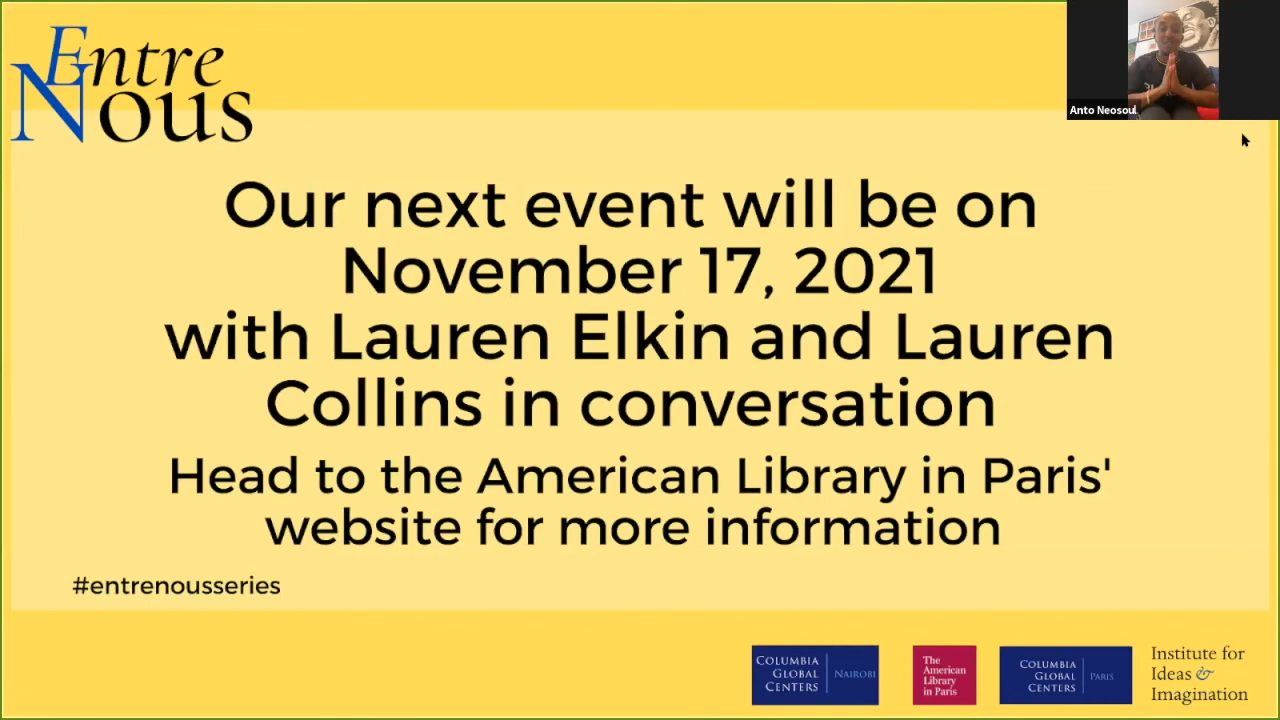 Entre
Nous
Anto Neosoul
Our next event will be on
November 17, 2021
with Lauren Elkin and Lauren
Collins in conversation
Head to the American Library in Paris'
website for more information
#entrenousseries
COLUMBIA
GLOBAL
CENTERS
NAIROBI
The
American
Library
in Paris
COLUMBIA
GLOBAL
CENTERS
PARIS
Institute for
Ideas &
Imagination